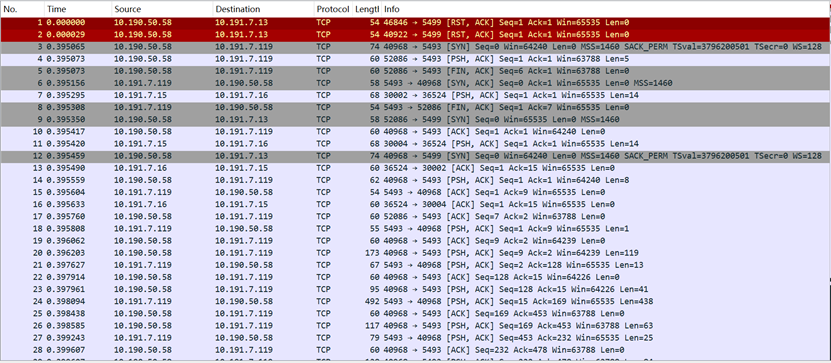 No. Time Source Destination Protocol Lengtl Info
1 0.000000 10.190.50.58 10.191.7.13 TCP 54 46846 → 5499 [RST, ACK] Seq=1 Ack=1 Win=65535 Len=0
2 0.000029 10.190.50.58 10.191.7.13 TCP 54 40922 → 5499 [RST, ACK] Seq=1 Ack=1 Win=65535 Len=0
3 0.395065 10.190.50.58 10.191.7.119 TCP 74 40968 → 5493 [SYN] Seq=0 Win=64240 Len=0 MSS=1460 SACK_PERM TSval=3796200501 TSecr=0 WS=128
4 0.395073 10.190.50.58 10.191.7.119 TCP 60 52086 → 5493 [PSH, ACK] Seq=1 Ack=1 Win=63788 Len=5
5 0.395073 10.190.50.58 10.191.7.119 TCP 60 52086 → 5493 [FIN, ACK] Seq=6 Ack=1 Win=63788 Len=0
6 0.395156 10.191.7.119 10.190.50.58 TCP 58 5493 → 40968 [SYN, ACK] Seq=0 Ack=1 Win=65535 Len=0 MSS=1460
7 0.395295 10.191.7.15 10.191.7.16 TCP 68 30002 → 36524 [PSH, ACK] Seq=1 Ack=1 Win=65535 Len=14
8 0.395308 10.191.7.119 10.190.50.58 TCP 54 5493 → 52086 [FIN, ACK] Seq=1 Ack=7 Win=65535 Len=0
9 0.395350 10.190.50.58 10.191.7.13 TCP 58 52086 → 5499 [SYN] Seq=0 Win=65535 Len=0 MSS=1460
10 0.395417 10.190.50.58 10.191.7.119 TCP 60 40968 → 5493 [ACK] Seq=1 Ack=1 Win=64240 Len=0
11 0.395420 10.191.7.15 10.191.7.16 TCP 68 30004 → 36524 [PSH, ACK] Seq=1 Ack=1 Win=65535 Len=14
12 0.395459 10.190.50.58 10.191.7.13 TCP 74 40968 → 5499 [SYN] Seq=0 Win=64240 Len=0 MSS=1460 SACK_PERM TSval=3796200501 TSecr=0 WS=128
13 0.395490 10.191.7.16 10.191.7.15 TCP 60 36524 → 30002 [ACK] Seq=1 Ack=15 Win=65535 Len=0
14 0.395559 10.190.50.58 10.191.7.119 TCP 62 40968 → 5493 [PSH, ACK] Seq=1 Ack=1 Win=64240 Len=8
15 0.395604 10.191.7.119 10.190.50.58 TCP 54 5493 → 40968 [ACK] Seq=1 Ack=9 Win=65535 Len=0
16 0.395633 10.191.7.16 10.191.7.15 TCP 60 36524 → 30004 [ACK] Seq=1 Ack=15 Win=65535 Len=0
17 0.395760 10.190.50.58 10.191.7.119 TCP 60 52086 → 5493 [ACK] Seq=7 Ack=2 Win=63788 Len=0
18 0.395808 10.191.7.119 10.190.50.58 TCP 55 5493 → 40968 [PSH, ACK] Seq=1 Ack=9 Win=65535 Len=1
19 0.396062 10.190.50.58 10.191.7.119 TCP 60 40968 → 5493 [ACK] Seq=9 Ack=2 Win=64239 Len=0
20 0.396203 10.190.50.58 10.191.7.119 TCP 173 40968 → 5493 [PSH, ACK] Seq=9 Ack=2 Win=64239 Len=119
21 0.397627 10.191.7.119 10.190.50.58 TCP 67 5493 → 40968 [PSH, ACK] Seq=2 Ack=128 Win=65535 Len=13
22 0.397914 10.190.50.58 10.191.7.119 TCP 60 40968 → 5493 [ACK] Seq=128 Ack=15 Win=64226 Len=0
23 0.397961 10.190.50.58 10.191.7.119 TCP 95 40968 → 5493 [PSH, ACK] Seq=128 Ack=15 Win=64226 Len=41
24 0.398094 10.191.7.119 10.190.50.58 TCP 492 5493 → 40968 [PSH, ACK] Seq=15 Ack=169 Win=65535 Len=438
25 0.398438 10.190.50.58 10.191.7.119 TCP 60 40968 → 5493 [ACK] Seq=169 Ack=453 Win=63788 Len=0
26 0.398585 10.190.50.58 10.191.7.119 TCP 117 40968 → 5493 [PSH, ACK] Seq=169 Ack=453 Win=63788 Len=63
27 0.399243 10.191.7.119 10.190.50.58 TCP 79 5493 → 40968 [PSH, ACK] Seq=453 Ack=232 Win=65535 Len=25
28 0.399607 10.190.50.58 10.191.7.119 TCP 60 40968 → 5493 [ACK] Seq=232 Ack=478 Win=63788 Len=0